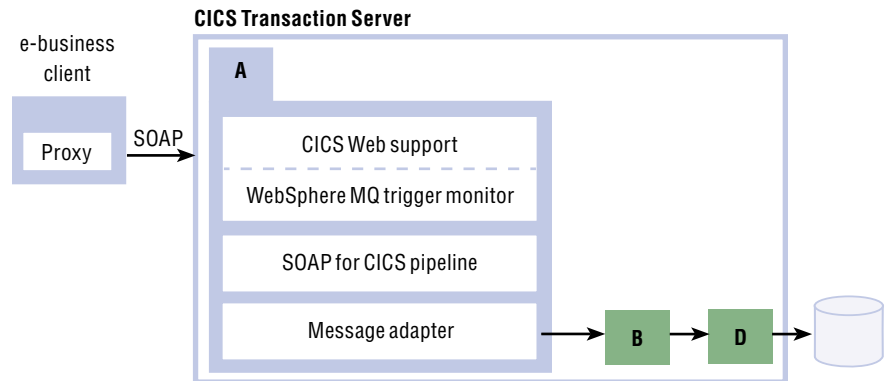 CICS Transaction Server
e-business
client
A
Proxy
SOAP
CICS Web support
WebSphere MQ trigger monitor
SOAP for CICS pipeline
Message adapter
B
D